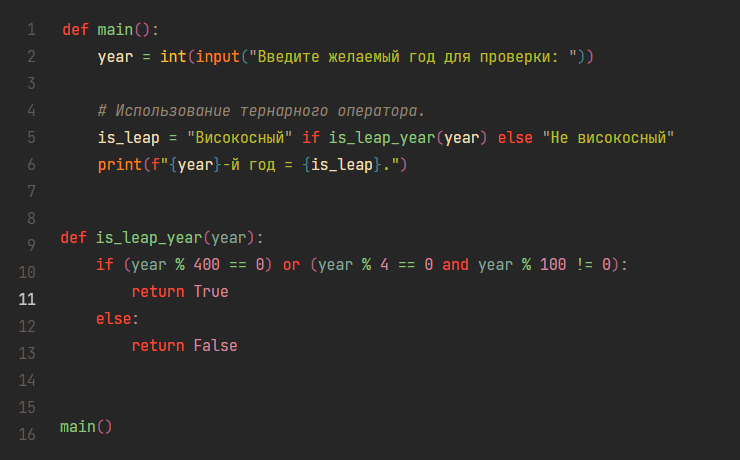 1 def main():
2     year = int(input("Введите желаемый год для проверки: "))
3
4     # Использование тернарного оператора.
5     is_leap = "Високосный" if is_leap_year(year) else "Не високосный"
6     print(f"{year}-й год = {is_leap}.")
7
8
9 def is_leap_year(year):
10     if (year % 400 == 0) or (year % 4 == 0 and year % 100 != 0):
11         return True
12     else:
13         return False
14
15
16 main()